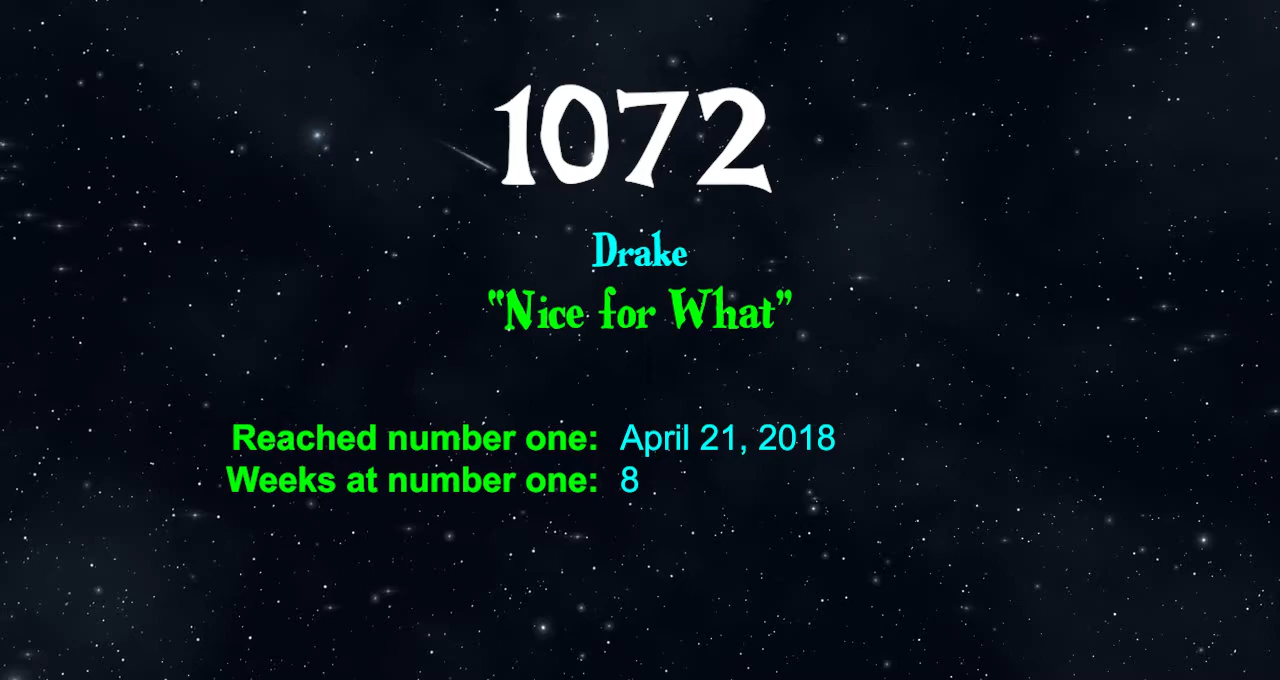 1072
Drake
"Nice for What"
Reached number one: April 21, 2018
Weeks at number one: 8